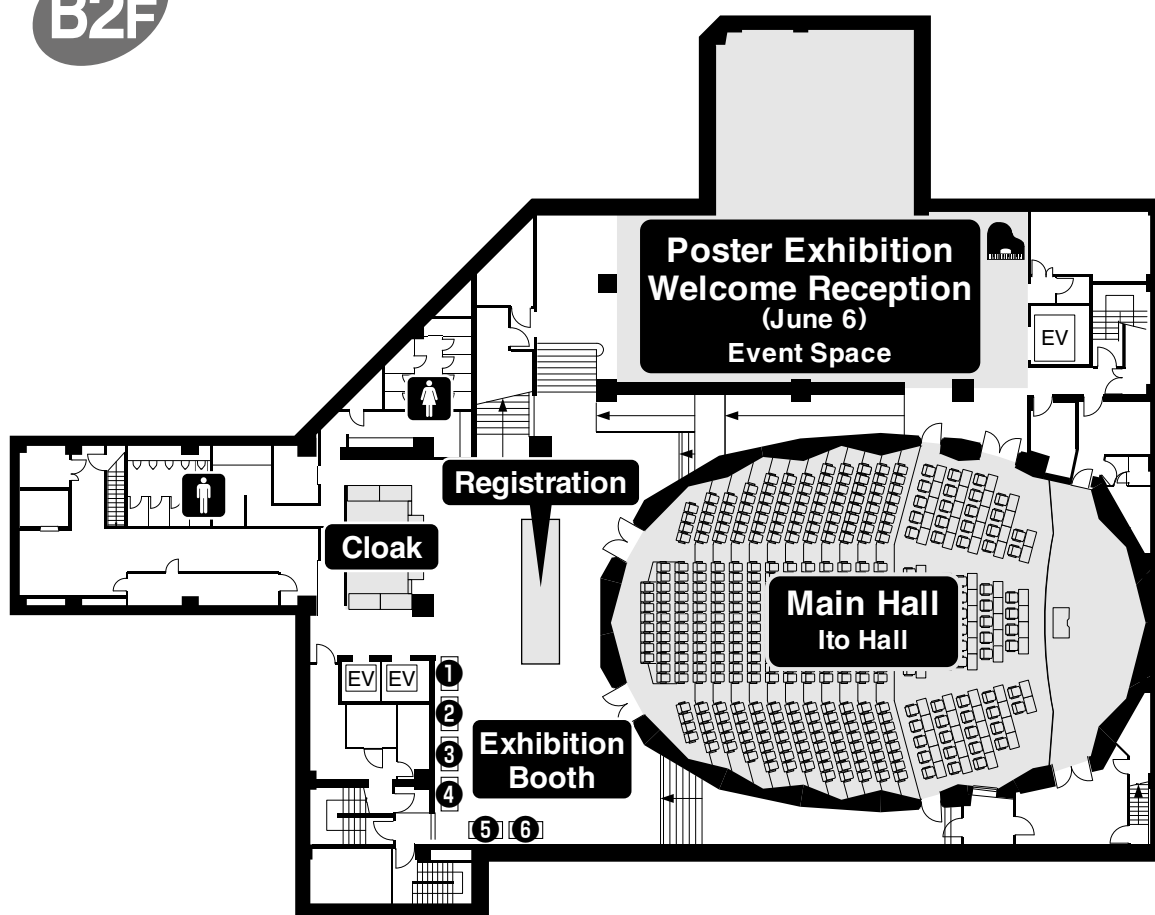 B2F
Poster Exhibition
Welcome Reception
(June 6)
Event Space
EV
Registration
Cloak
Main Hall
Ito Hall
EV
EV
1
2
3
4
Exhibition
Booth
5
6